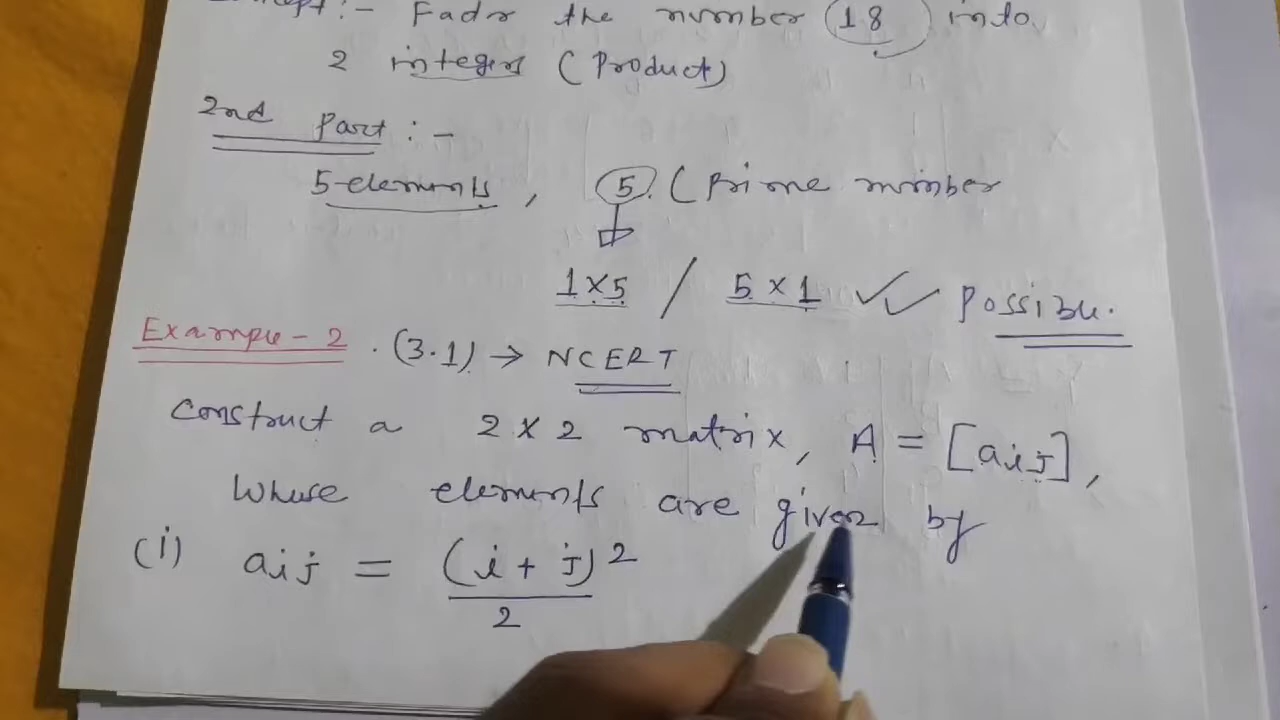 :- Factor the number 18 into
2 integers (Product)
2nd Part :-
5-elements, 5. (Prime number
1×5 / 5×1 ✓✓ Possible.
Example-2 . (3.1) → NCERT
Construct a 2×2 matrix, A = [aij],
Whose elements are given by
(i) aij = (i + j)²/2